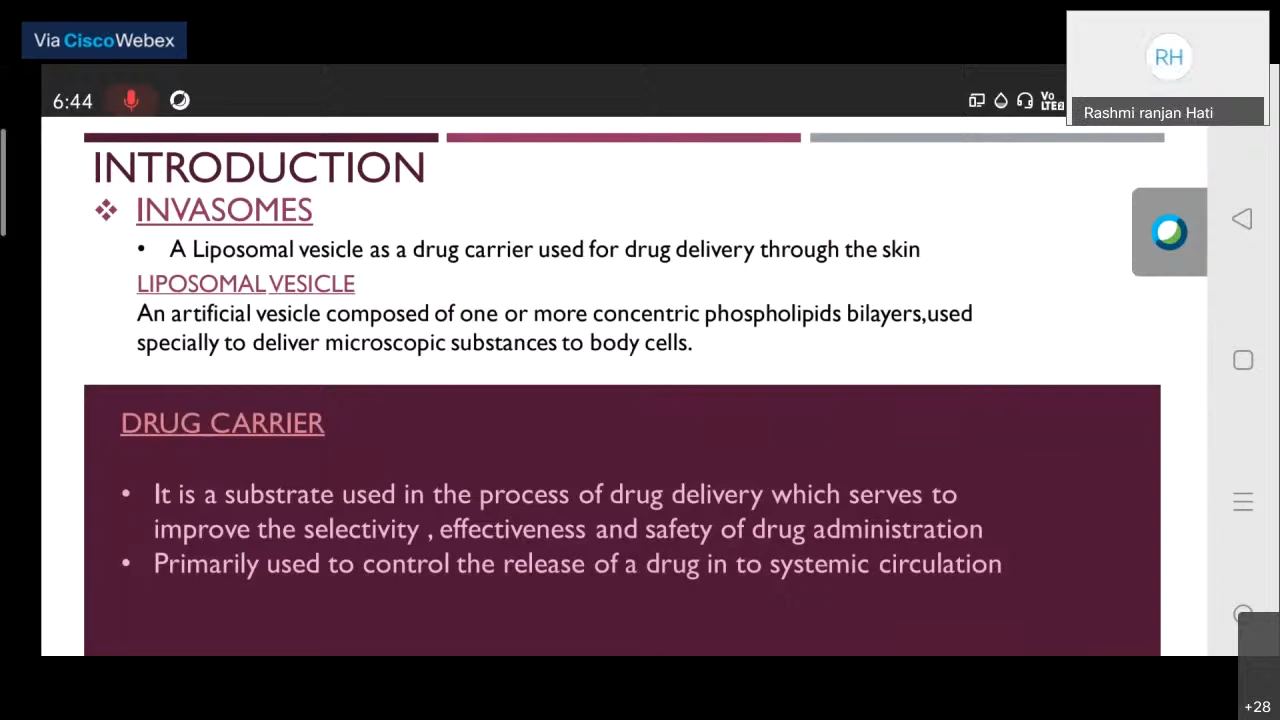 Via CiscoWebex
RH
Rashmi ranjan Hati
6:44
Vo
LTE2
INTRODUCTION
❖ INVASOMES
• A Liposomal vesicle as a drug carrier used for drug delivery through the skin
LIPOSOMAL VESICLE
An artificial vesicle composed of one or more concentric phospholipids bilayers,used
specially to deliver microscopic substances to body cells.
DRUG CARRIER
• It is a substrate used in the process of drug delivery which serves to
improve the selectivity , effectiveness and safety of drug administration
• Primarily used to control the release of a drug in to systemic circulation
+28